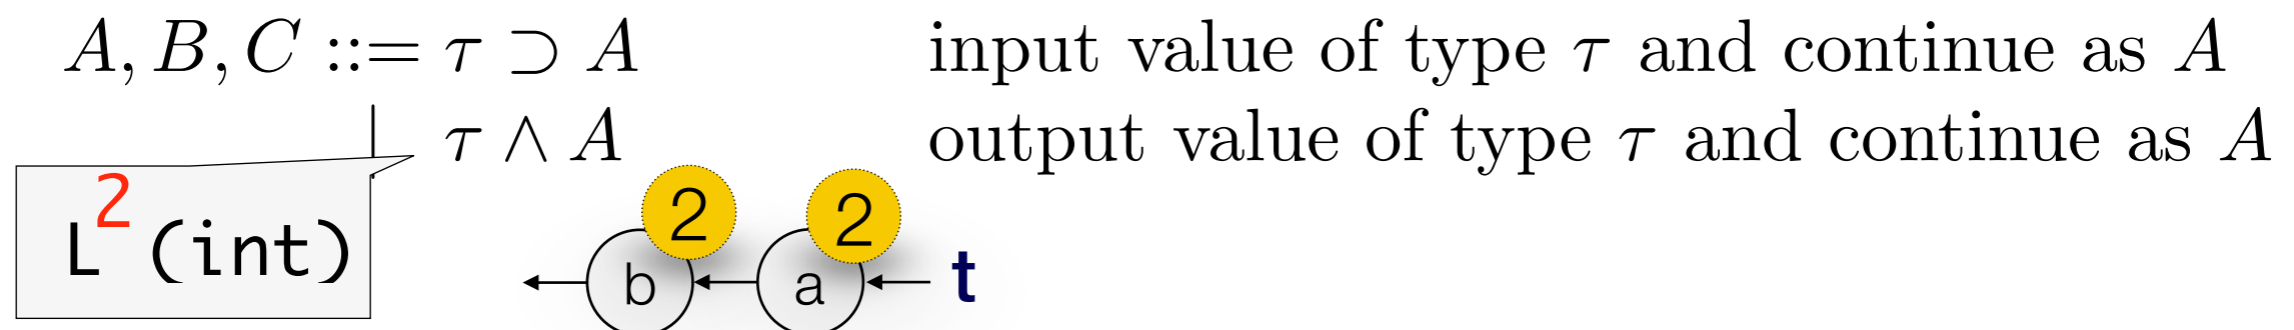 A, B, C ::= τ ⊃ A input value of type τ and continue as A
| τ ∧ A output value of type τ and continue as A
L² (int)
2 2
b a t